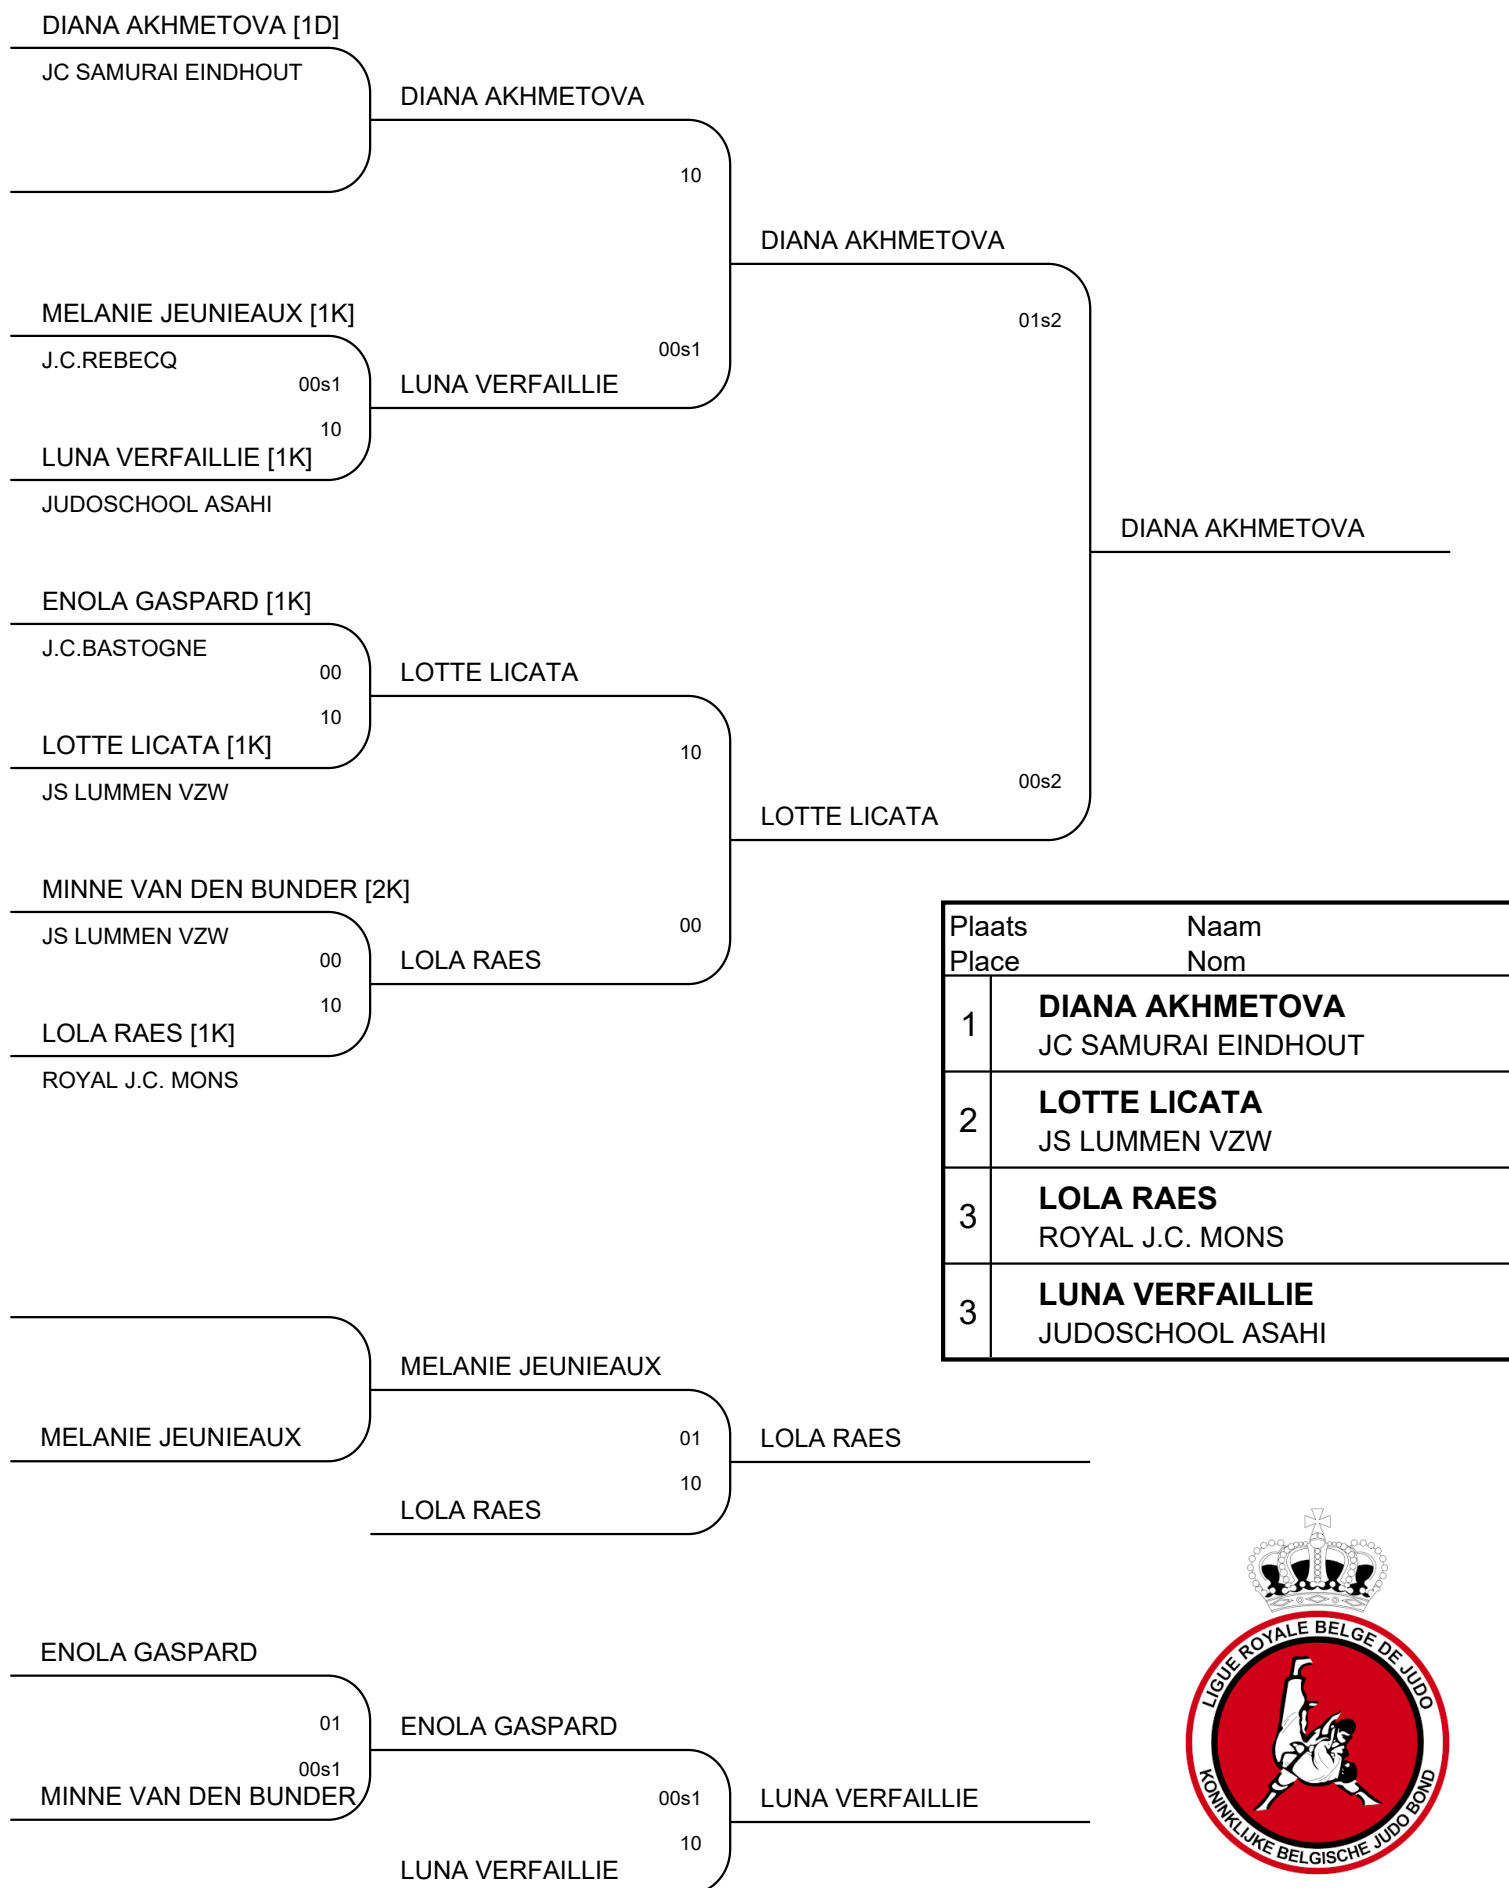 DIANA AKHMETOVA [1D]
JC SAMURAI EINDHOUT
DIANA AKHMETOVA
10
DIANA AKHMETOVA
01s2
MELANIE JEUNIEAUX [1K]
J.C.REBECQ
00s1
00s1
LUNA VERFAILLIE
10
LUNA VERFAILLIE [1K]
JUDOSCHOOL ASAHI
DIANA AKHMETOVA
ENOLA GASPARD [1K]
J.C.BASTOGNE
00
LOTTE LICATA
10
LOTTE LICATA [1K]
JS LUMMEN VZW
10
00s2
LOTTE LICATA
MINNE VAN DEN BUNDER [2K]
JS LUMMEN VZW
00
00
LOLA RAES
10
LOLA RAES [1K]
ROYAL J.C. MONS
Plaats Naam
Place Nom
1 DIANA AKHMETOVA
JC SAMURAI EINDHOUT
2 LOTTE LICATA
JS LUMMEN VZW
3 LOLA RAES
ROYAL J.C. MONS
3 LUNA VERFAILLIE
JUDOSCHOOL ASAHI
MELANIE JEUNIEAUX
MELANIE JEUNIEAUX
01
LOLA RAES
10
LOLA RAES
ENOLA GASPARD
01
ENOLA GASPARD
00s1
MINNE VAN DEN BUNDER
00s1
LUNA VERFAILLIE
10
LUNA VERFAILLIE
LIGUE ROYALE BELGE DE JUDO
KONINKLIJKE BELGISCHE JUDO BOND